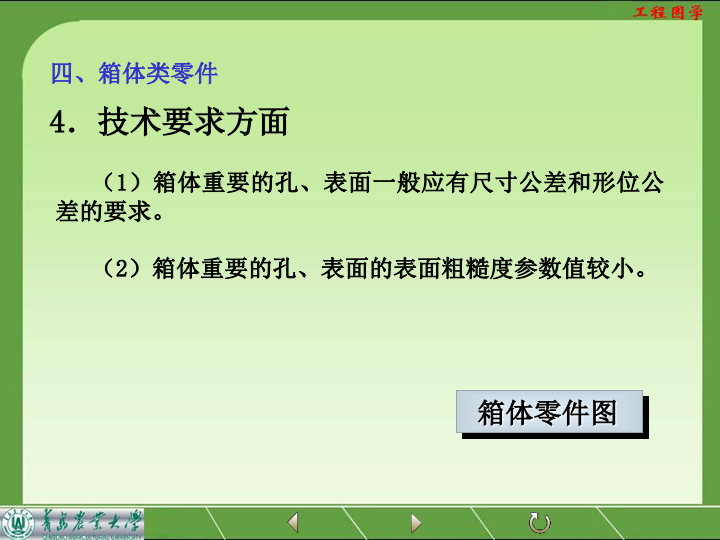 工程图学
四、箱体类零件
4．技术要求方面
（1）箱体重要的孔、表面一般应有尺寸公差和形位公
差的要求。
（2）箱体重要的孔、表面的表面粗糙度参数值较小。
箱体零件图
青岛农业大学